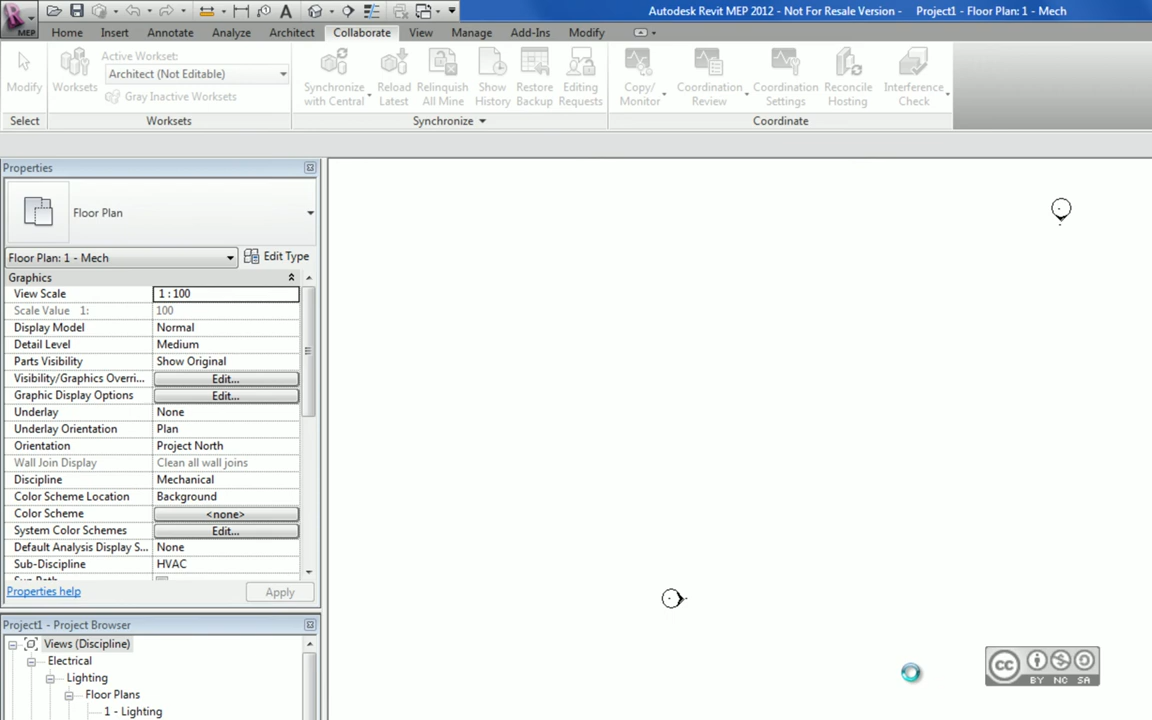 Autodesk Revit MEP 2012 - Not For Resale Version - Project1 - Floor Plan: 1 - Mech
MEP Home Insert Annotate Analyze Architect Collaborate View Manage Add-Ins Modify
Active Workset:
Architect (Not Editable)
Gray Inactive Worksets
Modify Worksets Synchronize Reload Relinquish Show Restore Editing Copy/ Coordination Coordination Reconcile Interference
with Central Latest All Mine History Backup Requests Monitor Review Settings Hosting Check
Select Worksets Synchronize Coordinate
Properties
Floor Plan
Floor Plan: 1 - Mech Edit Type
Graphics
View Scale 1 : 100
Scale Value 1: 100
Display Model Normal
Detail Level Medium
Parts Visibility Show Original
Visibility/Graphics Overri... Edit...
Graphic Display Options Edit...
Underlay None
Underlay Orientation Plan
Orientation Project North
Wall Join Display Clean all wall joins
Discipline Mechanical
Color Scheme Location Background
Color Scheme <none>
System Color Schemes Edit...
Default Analysis Display S... None
Sub-Discipline HVAC
Properties help Apply
Project1 - Project Browser
Views (Discipline)
Electrical
Lighting
Floor Plans
1 - Lighting
cc BY NC SA